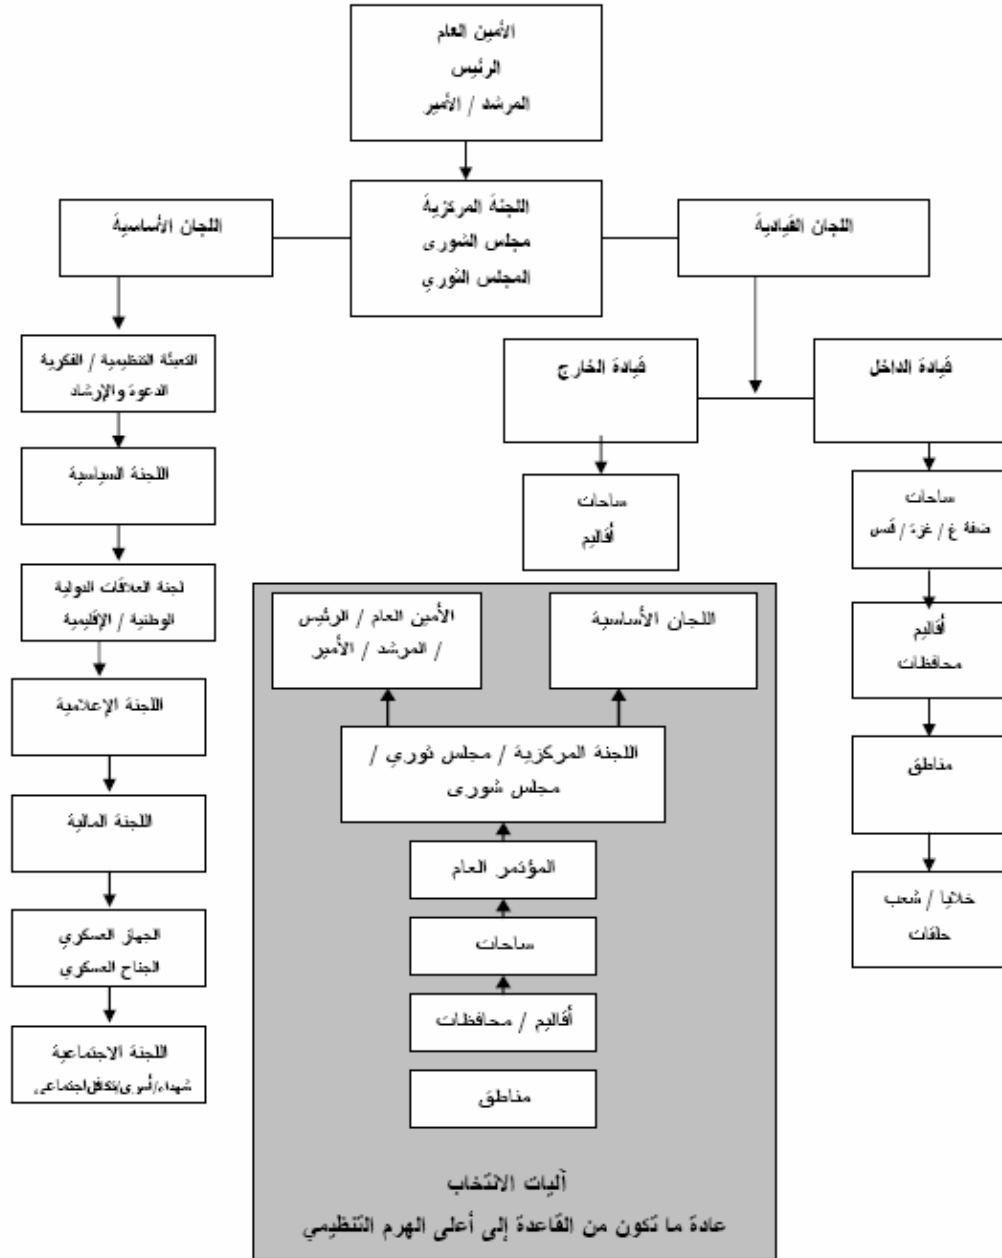 الأمين العام
الرئيس
المرشد / الأمير
اللجنة المركزية
مجلس الشورى
المجلس الثوري
اللجان القيادية
اللجان الأساسية
قيادة الداخل
قيادة الخارج
ساحات
ضفة غ / غزة / قدس
أقاليم
محافظات
مناطق
خلايا / شعب
حلقات
ساحات
أقاليم
التعبئة التنظيمية / الفكرية
الدعوة والإرشاد
اللجنة السياسية
لجنة العلاقات الدولية
الوطنية / الإقليمية
اللجنة الإعلامية
اللجنة المالية
الجهاز العسكري
الجناح العسكري
اللجنة الاجتماعية
شهداء/أسرى/تكافل اجتماعي
اللجان الأساسية
الأمين العام / الرئيس
/ المرشد / الأمير
اللجنة المركزية / مجلس ثوري /
مجلس شورى
المؤتمر العام
ساحات
أقاليم / محافظات
مناطق
آليات الانتخاب
عادة ما تكون من القاعدة إلى أعلى الهرم التنظيمي